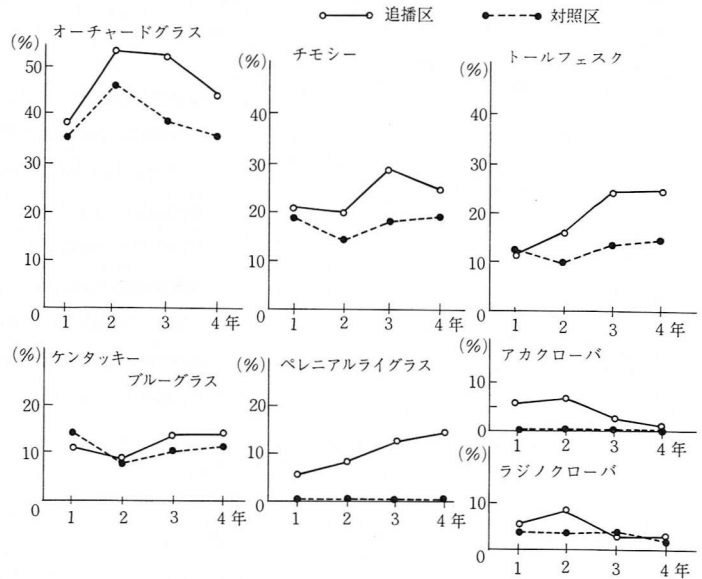 追播区 対照区
(%) オーチャードグラス
50
40
30
20
10
0
1 2 3 4年
(%) チモシー
40
30
20
10
0
1 2 3 4年
(%) トールフェスク
40
30
20
10
0
1 2 3 4年
(%) ケンタッキー
ブルーグラス
20
10
0
1 2 3 4年
(%) ペレニアルライグラス
20
10
0
1 2 3 4年
(%) アカクローバ
10
0
1 2 3 4年
(%) ラジノクローバ
10
0
1 2 3 4年